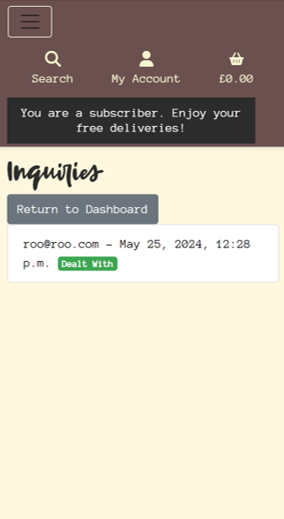 Search My Account £0.00
You are a subscriber. Enjoy your
free deliveries!
Inquiries
Return to Dashboard
roo@roo.com - May 25, 2024, 12:28
p.m. Dealt With